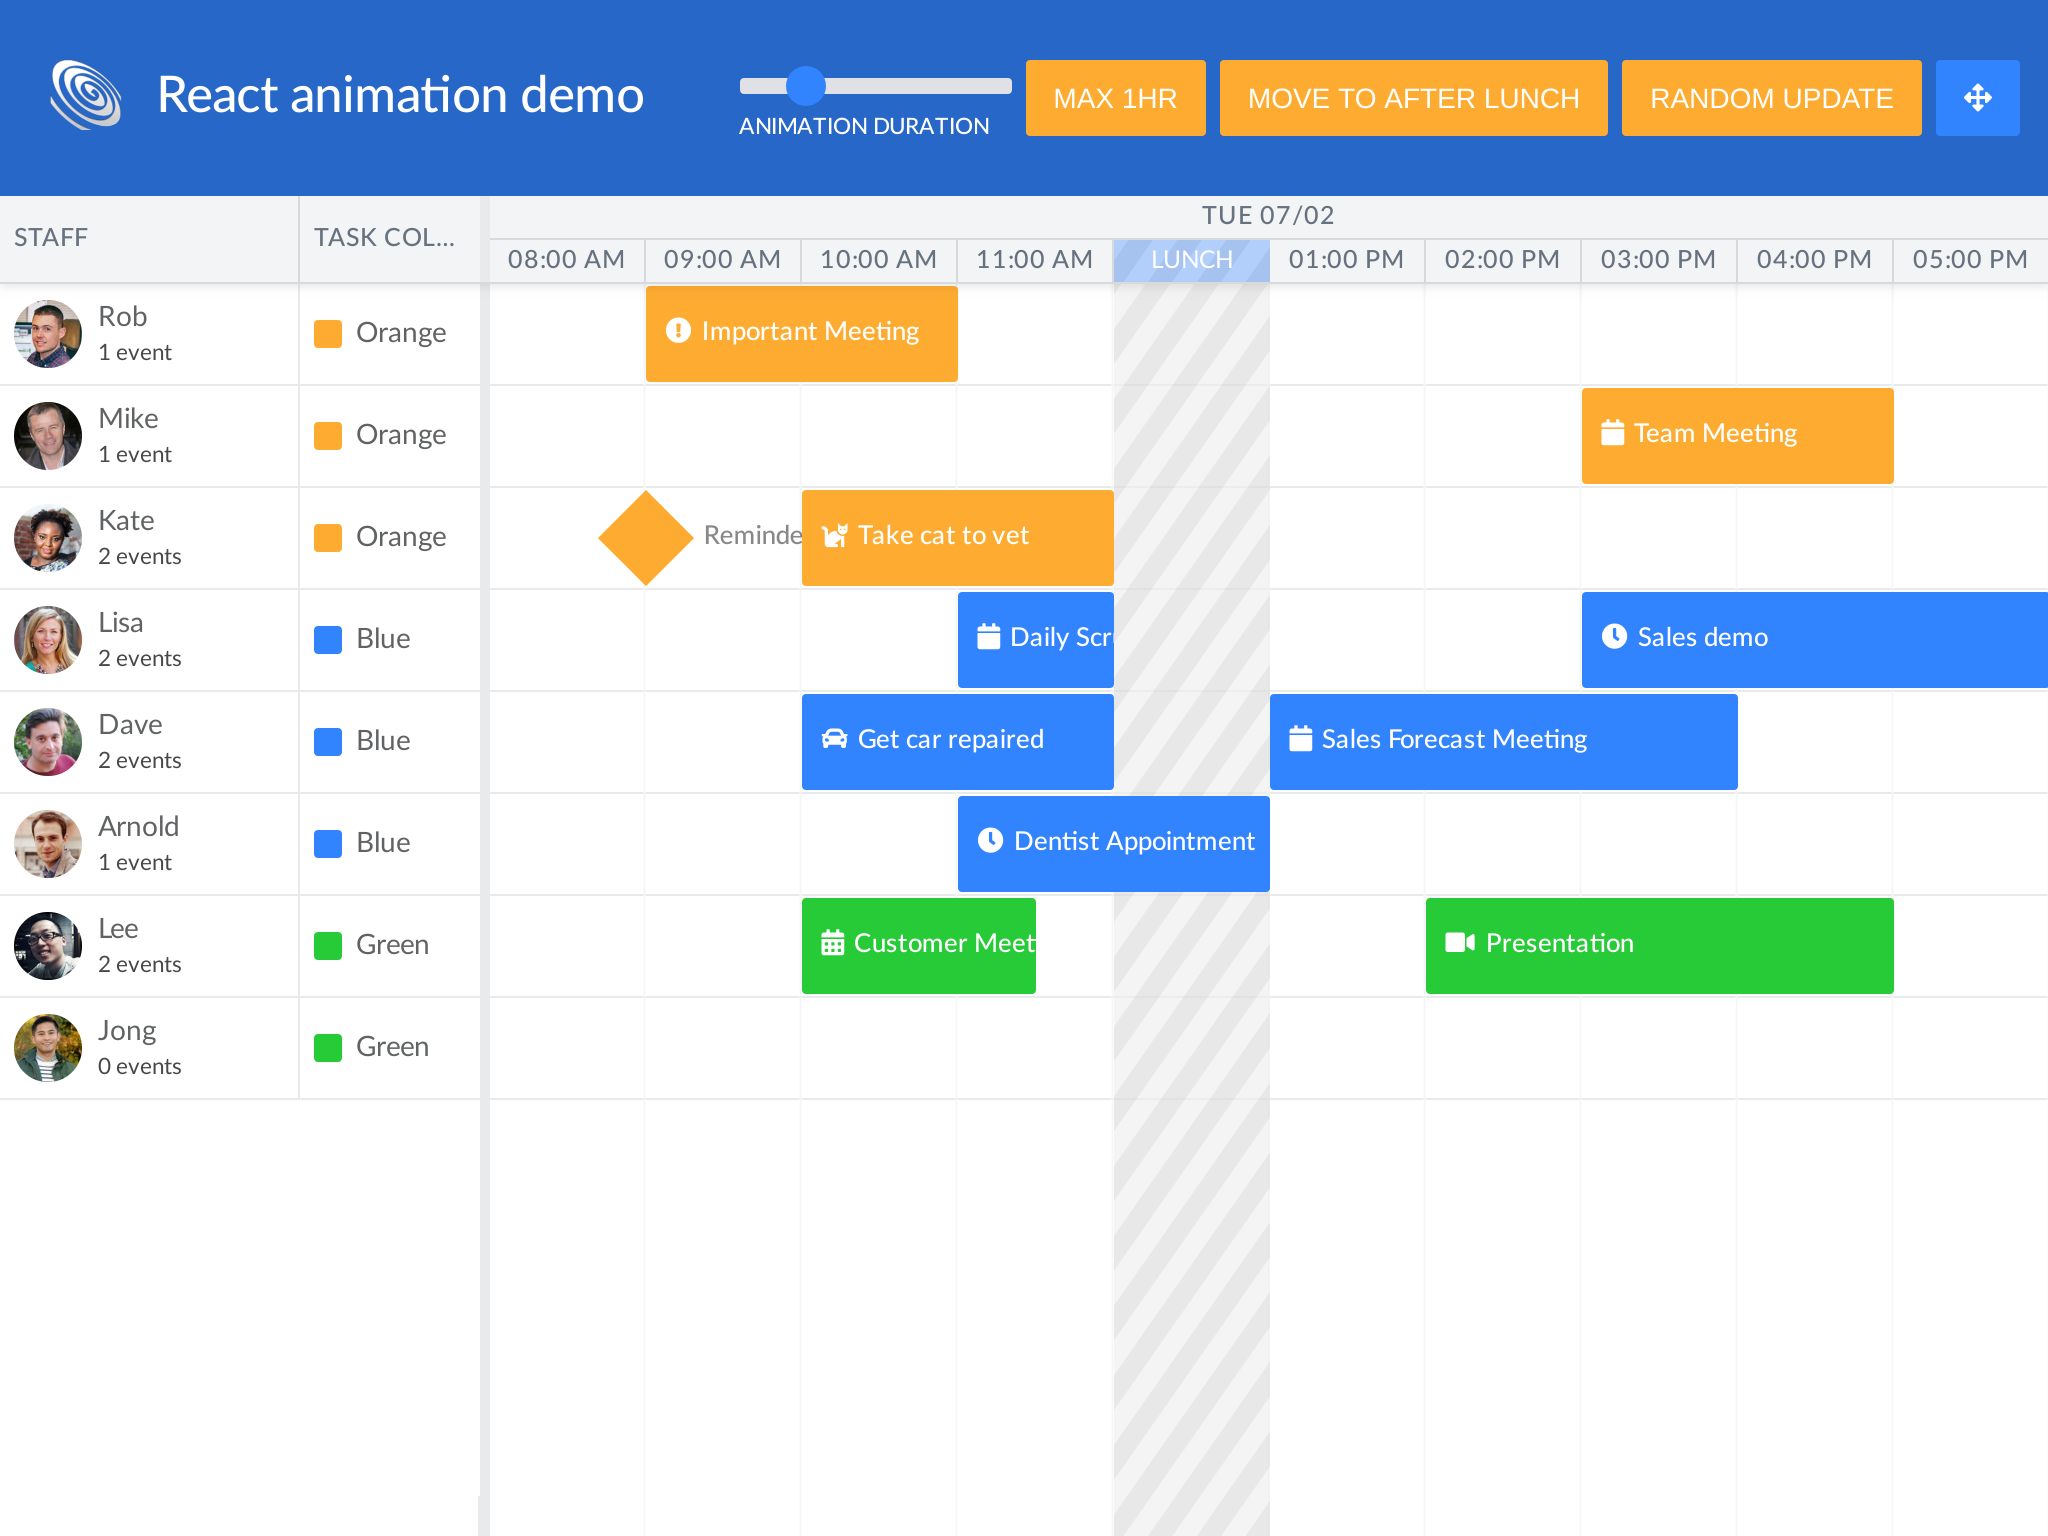 React animation demo
ANIMATION DURATION
MAX 1HR
MOVE TO AFTER LUNCH
RANDOM UPDATE
STAFF
TASK COL...
TUE 07/02
08:00 AM
09:00 AM
10:00 AM
11:00 AM
LUNCH
01:00 PM
02:00 PM
03:00 PM
04:00 PM
05:00 PM
Rob
1 event
Orange
Important Meeting
Mike
1 event
Orange
Team Meeting
Kate
2 events
Orange
Reminde
Take cat to vet
Lisa
2 events
Blue
Daily Scr
Sales demo
Dave
2 events
Blue
Get car repaired
Sales Forecast Meeting
Arnold
1 event
Blue
Dentist Appointment
Lee
2 events
Green
Customer Meet
Presentation
Jong
0 events
Green